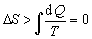 ΔS > ∫ dQ/T = 0